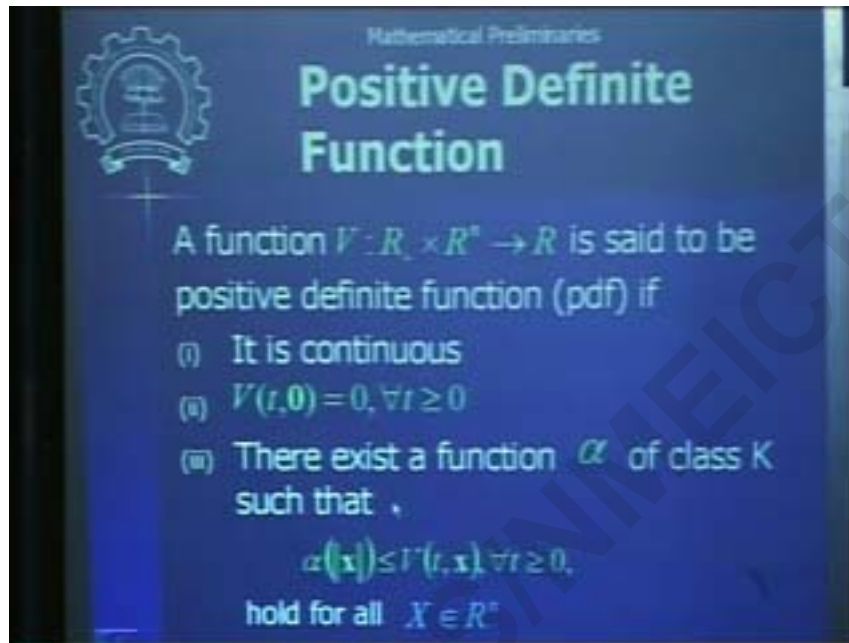 Mathematical Preliminaries
Positive Definite
Function
A function V : R₊ × Rⁿ → R is said to be
positive definite function (pdf) if
(i) It is continuous
(ii) V(t,0) = 0, ∀t ≥ 0
(iii) There exist a function α of class K
such that
α(‖x‖) ≤ V(t,x) ∀t ≥ 0,
hold for all X ∈ Rⁿ
SNMEICT